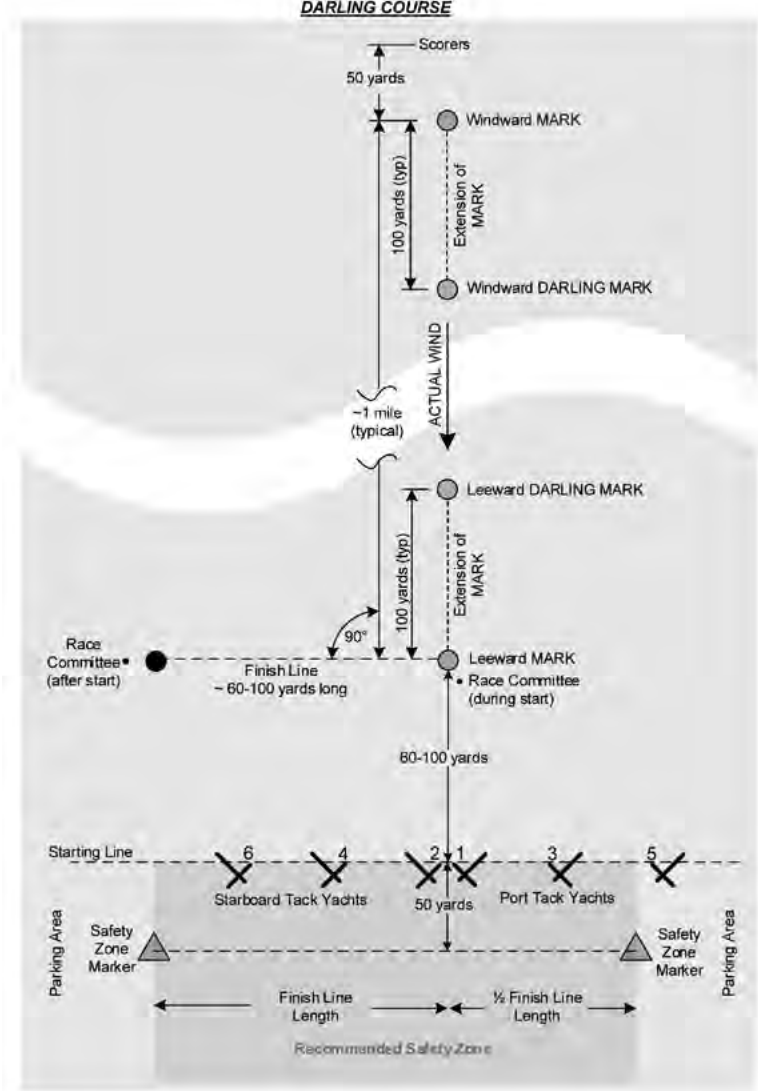 DARLING COURSE
Scorers
50 yards
Windward MARK
100 yards (typ)
Extension of
MARK
Windward DARLING MARK
ACTUAL WIND
~1 mile
(typical)
Leeward DARLING MARK
100 yards (typ)
Extension of
MARK
90°
Race
Committee
(after start)
Finish Line
~ 60-100 yards long
Leeward MARK
Race Committee
(during start)
60-100 yards
Starting Line
6 4 2 1 3 5
Starboard Tack Yachts
50 yards
Port Tack Yachts
Parking Area
Safety
Zone
Marker
Safety
Zone
Marker
Parking Area
Finish Line
Length
½ Finish Line
Length
Recommended Safety Zone